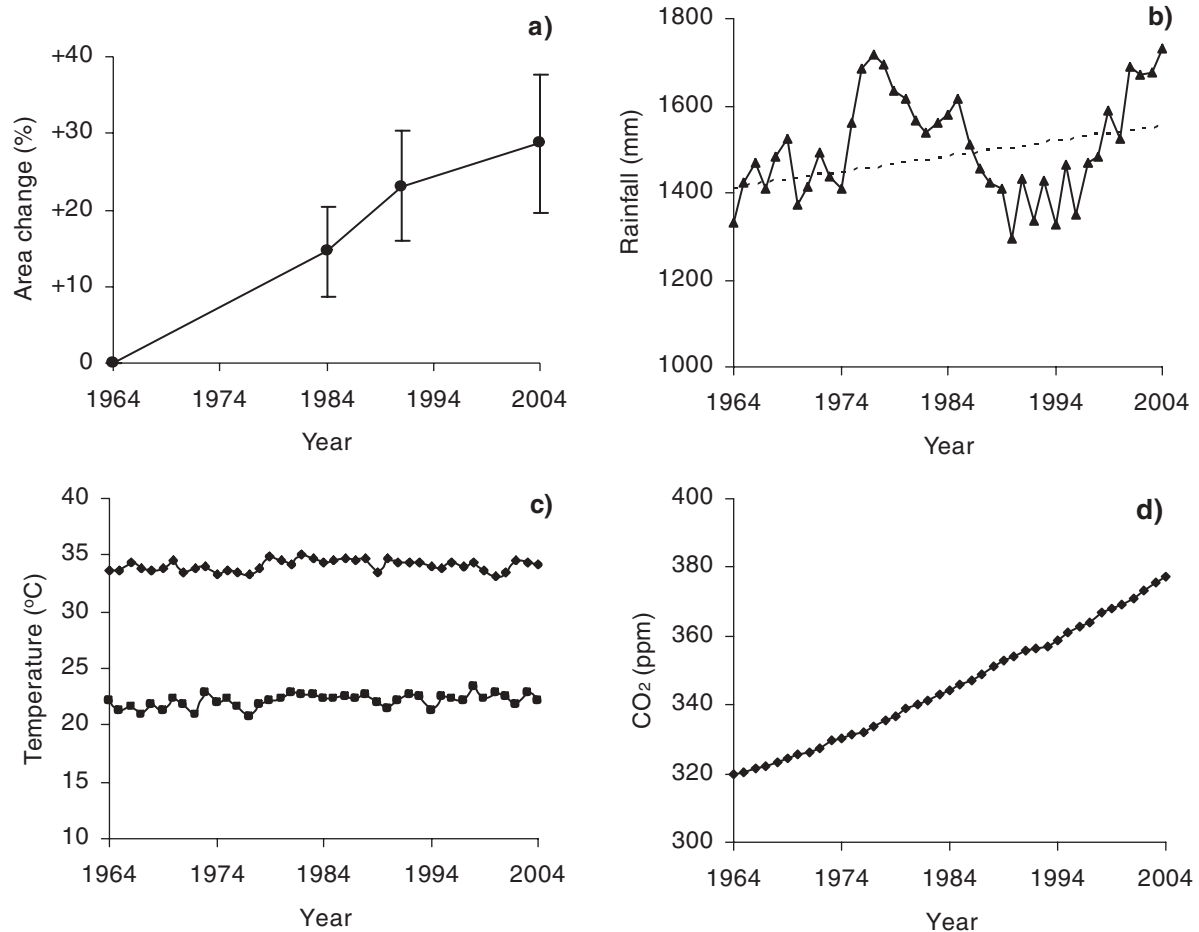 a)
+40
+30
+20
+10
0
Area change (%)
1964 1974 1984 1994 2004
Year
b)
1800
1600
1400
1200
1000
Rainfall (mm)
1964 1974 1984 1994 2004
Year
c)
40
35
30
25
20
15
10
Temperature (ºC)
1964 1974 1984 1994 2004
Year
d)
400
380
360
340
320
300
CO₂ (ppm)
1964 1974 1984 1994 2004
Year